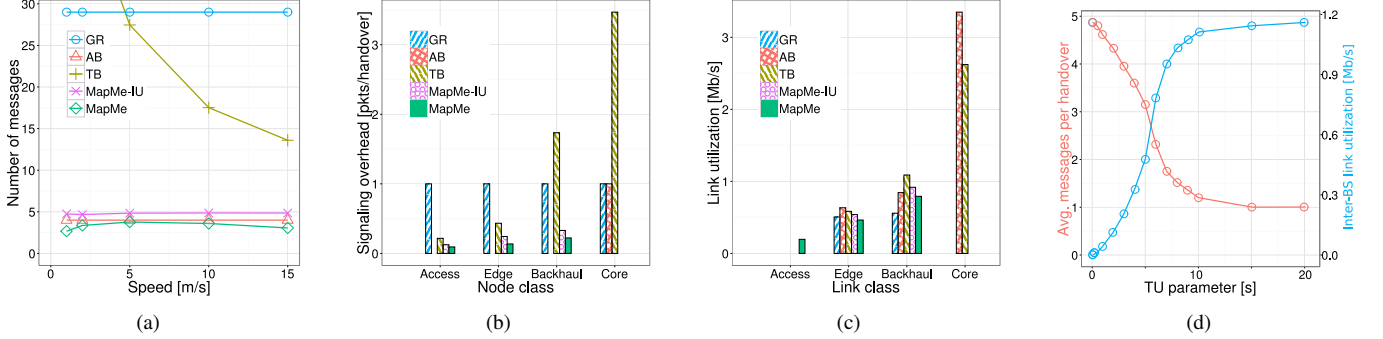 Number of messages
30
25
20
15
10
5
0
GR
AB
TB
MapMe-IU
MapMe
0
5
10
15
Speed [m/s]
(a)
Signaling overhead [pkts/handover]
3
2
1
0
GR
AB
TB
MapMe-IU
MapMe
Access
Edge
Backhaul
Core
Node class
(b)
Link utilization [Mb/s]
3
2
1
0
GR
AB
TB
MapMe-IU
MapMe
Access
Edge
Backhaul
Core
Link class
(c)
Avg. messages per handover
5
4
3
2
1
0
0
5
10
15
20
TU parameter [s]
1.2
0.9
0.6
0.3
0.0
Inter-BS link utilization [Mb/s]
(d)